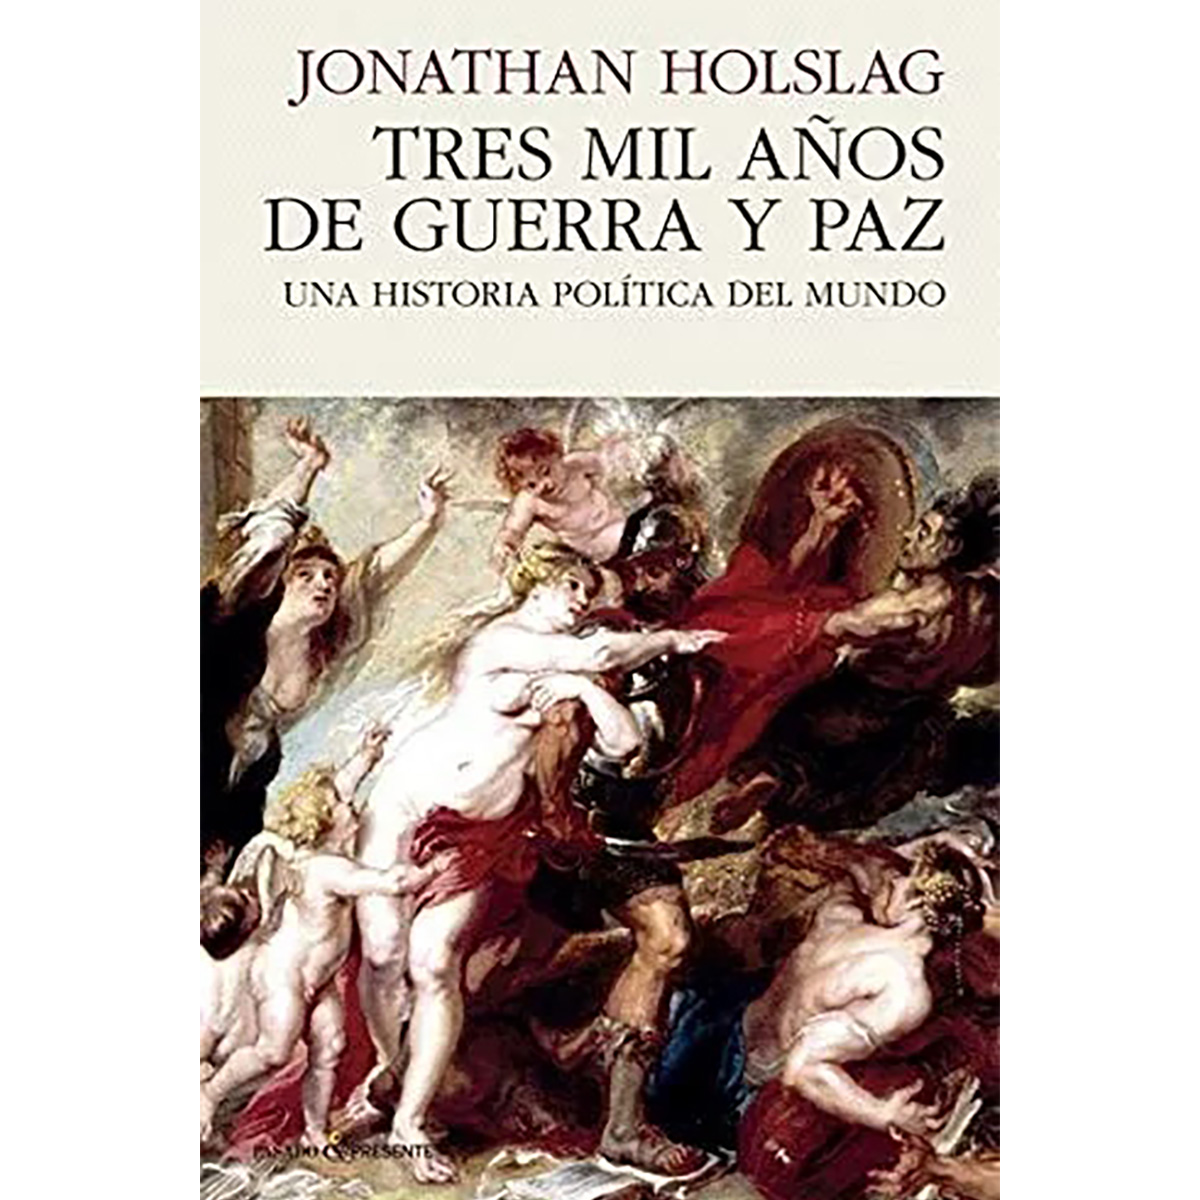 JONATHAN HOLSLAG
TRES MIL AÑOS
DE GUERRA Y PAZ
UNA HISTORIA POLÍTICA DEL MUNDO
PASADO & PRESENTE